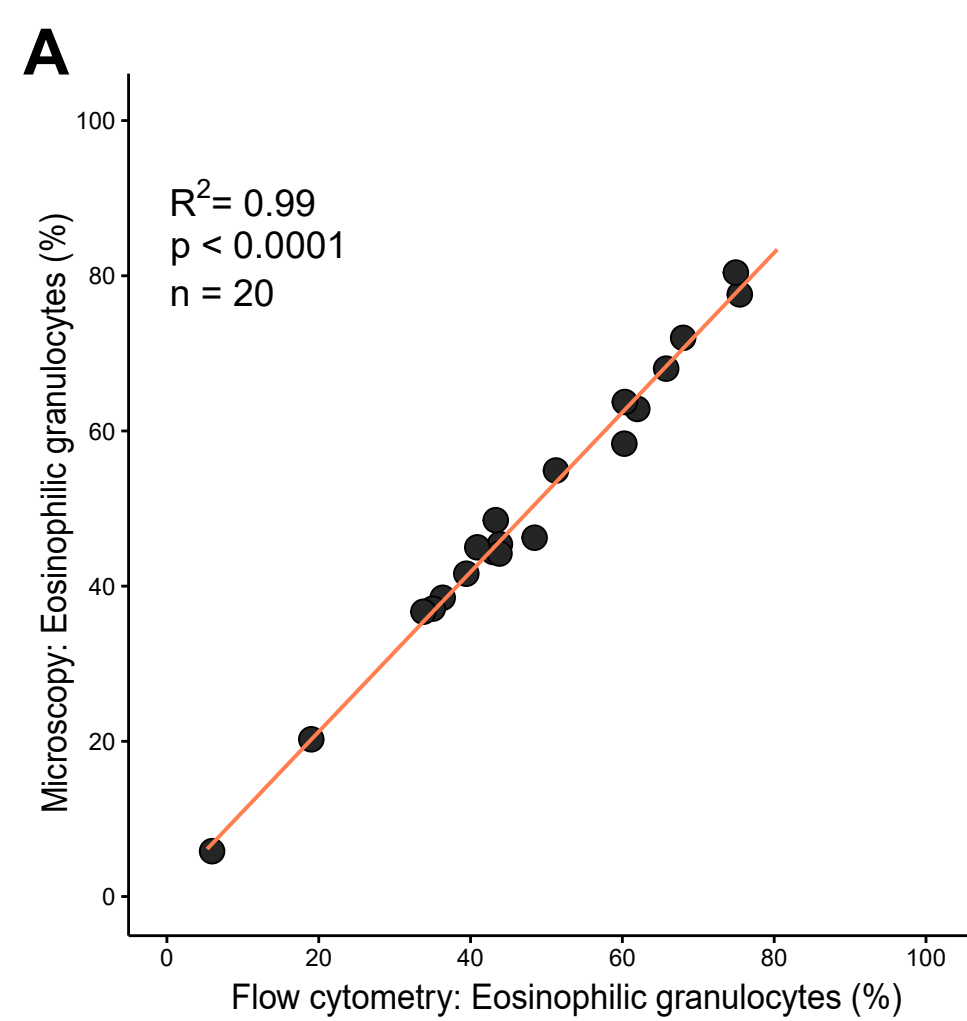 A
100
80
60
40
20
0
Microscopy: Eosinophilic granulocytes (%)
R²= 0.99
p < 0.0001
n = 20
0 20 40 60 80 100
Flow cytometry: Eosinophilic granulocytes (%)